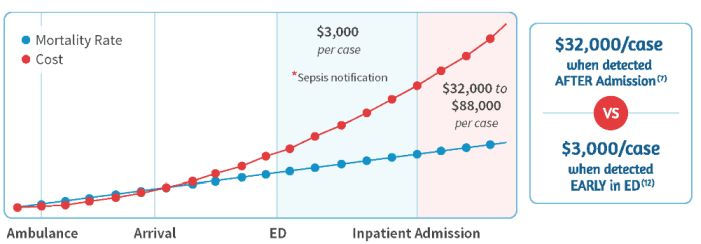 Mortality Rate
Cost
$3,000
per case
*Sepsis notification
$32,000 to
$88,000
per case
Ambulance
Arrival
ED
Inpatient Admission
$32,000/case
when detected
AFTER Admission(7)
VS
$3,000/case
when detected
EARLY in ED(12)